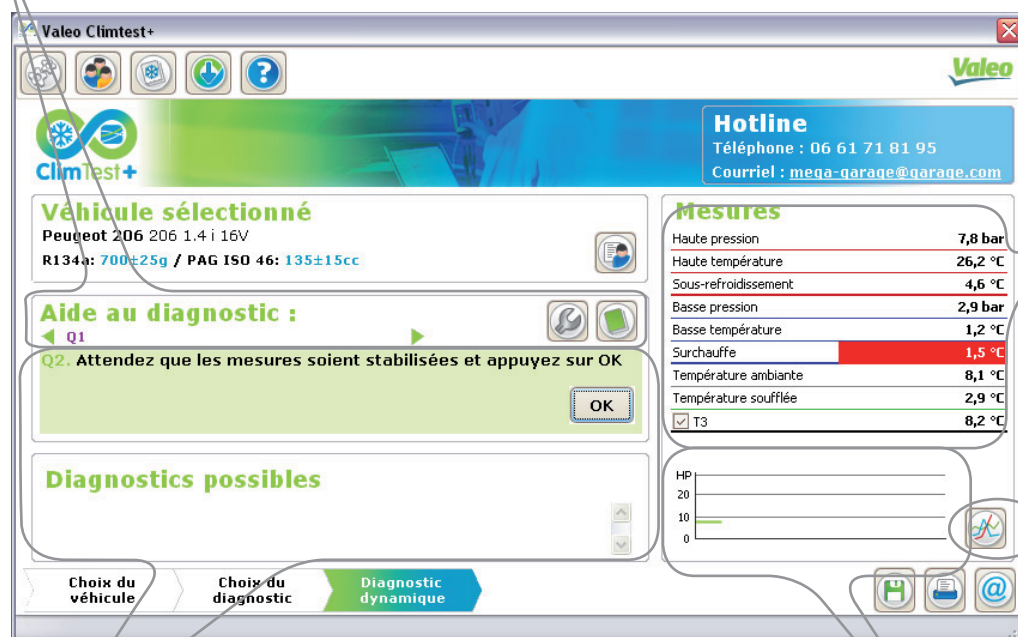 Valeo Climtest+
Valeo
ClimTest+
Hotline
Téléphone : 06 61 71 81 95
Courriel : mega-garage@garage.com
Véhicule sélectionné
Peugeot 206 206 1.4 i 16V
R134a: 700±25g / PAG ISO 46: 135±15cc
Aide au diagnostic :
Q1
Q2. Attendez que les mesures soient stabilisées et appuyez sur OK
OK
Diagnostics possibles
Mesures
Haute pression 7,8 bar
Haute température 26,2 °C
Sous-refroidissement 4,6 °C
Basse pression 2,9 bar
Basse température 1,2 °C
Surchauffe 1,5 °C
Température ambiante 8,1 °C
Température soufflée 2,9 °C
T3 8,2 °C
HP
20
10
0
Choix du véhicule
Choix du diagnostic
Diagnostic dynamique